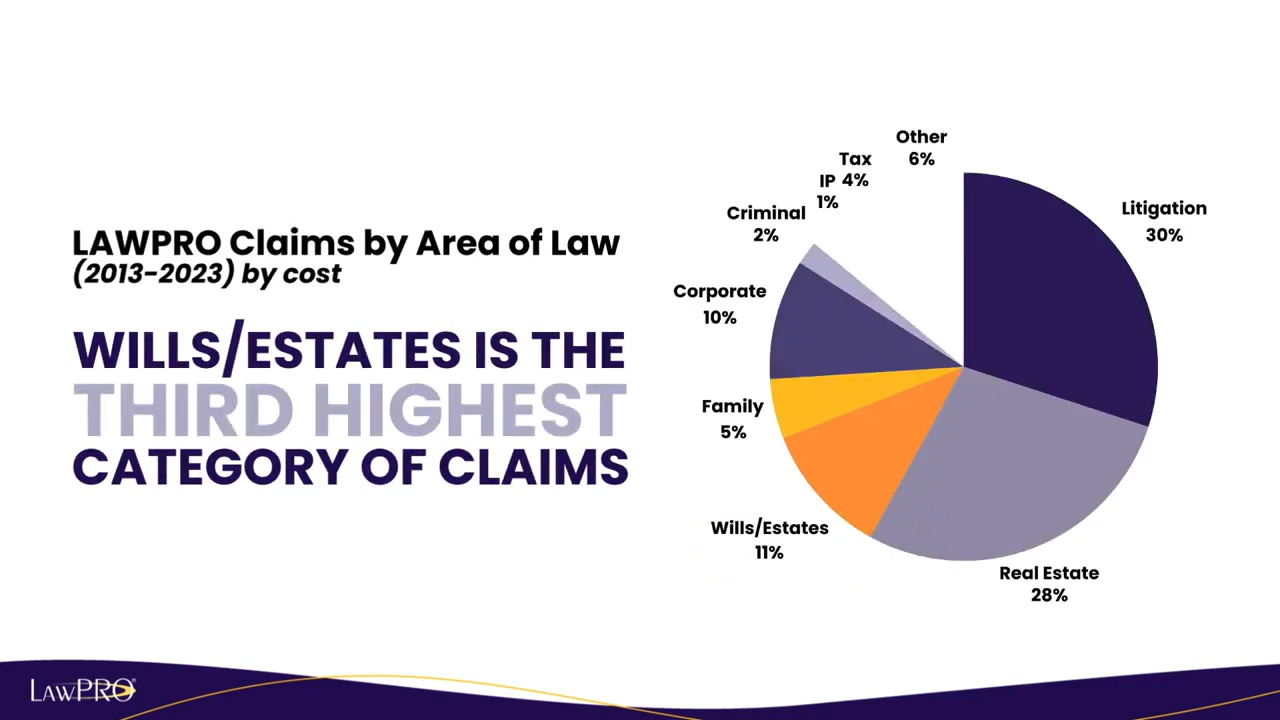 LAWPRO Claims by Area of Law
(2013-2023) by cost
WILLS/ESTATES IS THE
THIRD HIGHEST
CATEGORY OF CLAIMS
Other
6%
Tax
4%
IP
1%
Criminal
2%
Litigation
30%
Corporate
10%
Family
5%
Wills/Estates
11%
Real Estate
28%
LAWPRO®